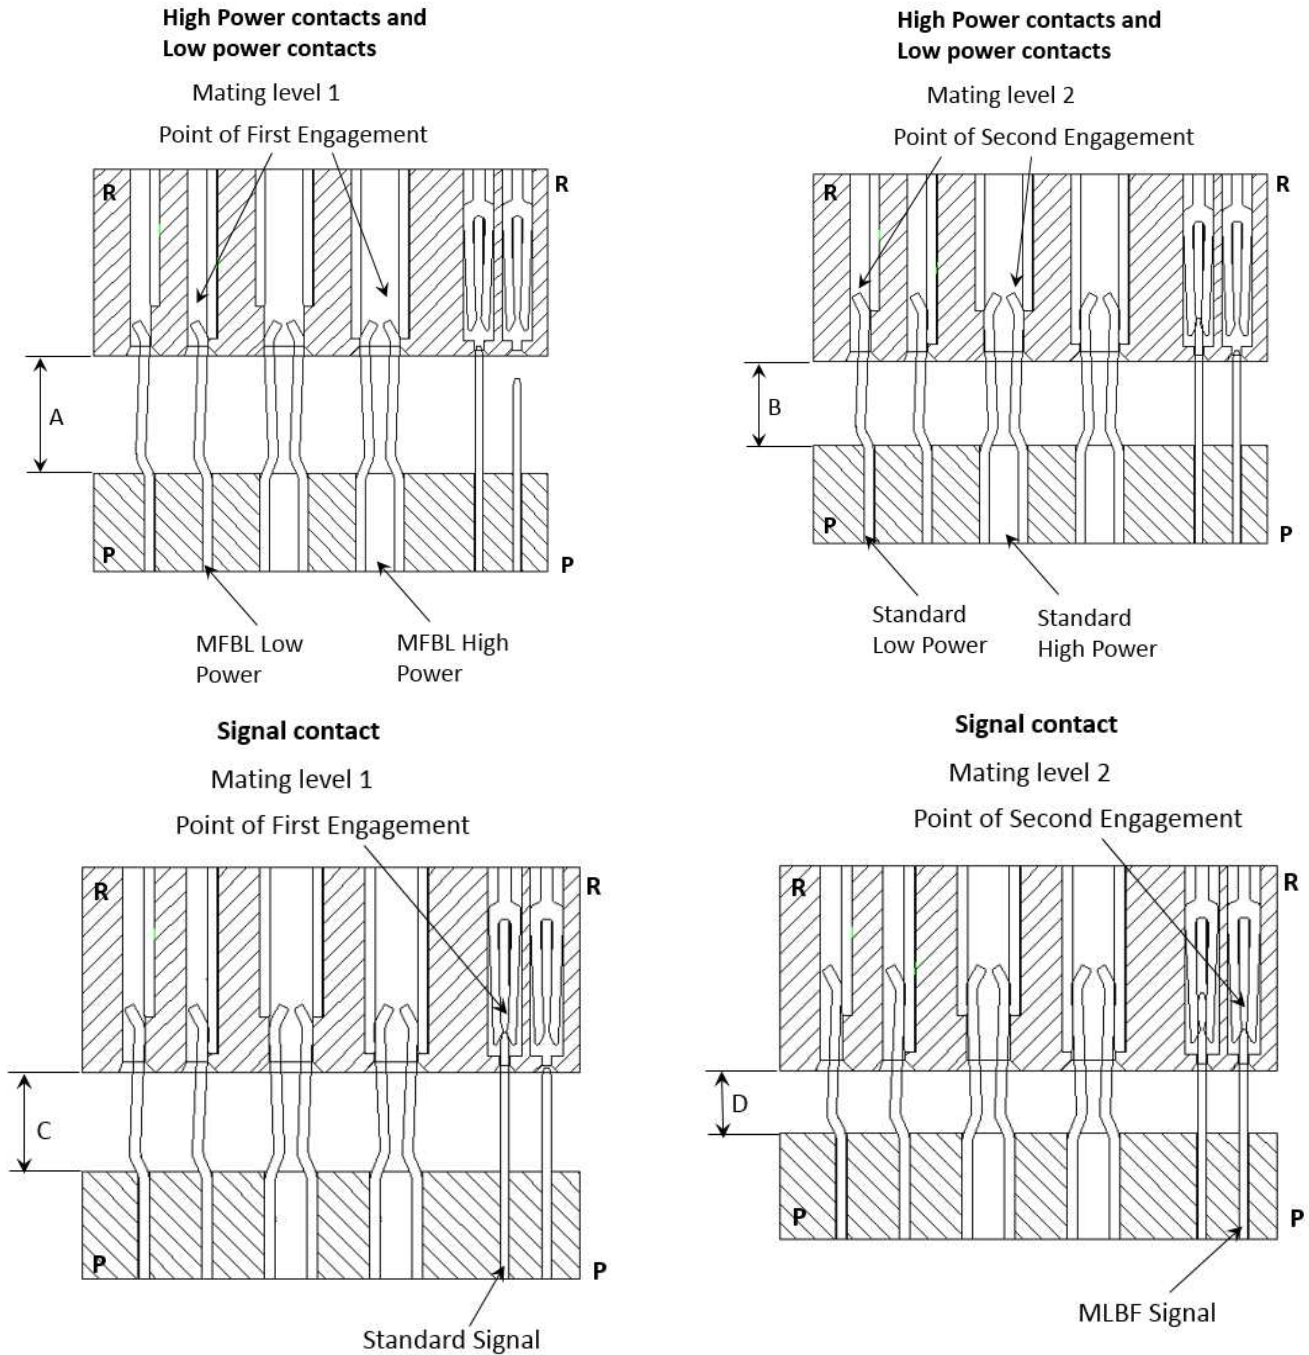 High Power contacts and
Low power contacts
Mating level 1
Point of First Engagement
R
R
A
P
P
MFBL Low
Power
MFBL High
Power
High Power contacts and
Low power contacts
Mating level 2
Point of Second Engagement
R
R
B
P
P
Standard
Low Power
Standard
High Power
Signal contact
Mating level 1
Point of First Engagement
R
R
C
P
P
Standard Signal
Signal contact
Mating level 2
Point of Second Engagement
R
R
D
P
P
MLBF Signal